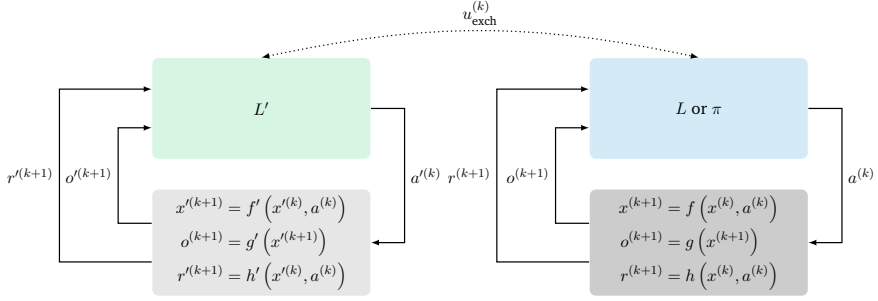 u_exch^(k)
L′
L or π
r′^(k+1) o′^(k+1)
a′^(k) r^(k+1) o^(k+1)
a^(k)
x′^(k+1) = f′ (x′^(k), a^(k))
o^(k+1) = g′ (x′^(k+1))
r′^(k+1) = h′ (x′^(k), a^(k))
x^(k+1) = f (x^(k), a^(k))
o^(k+1) = g (x^(k+1))
r^(k+1) = h (x^(k), a^(k))